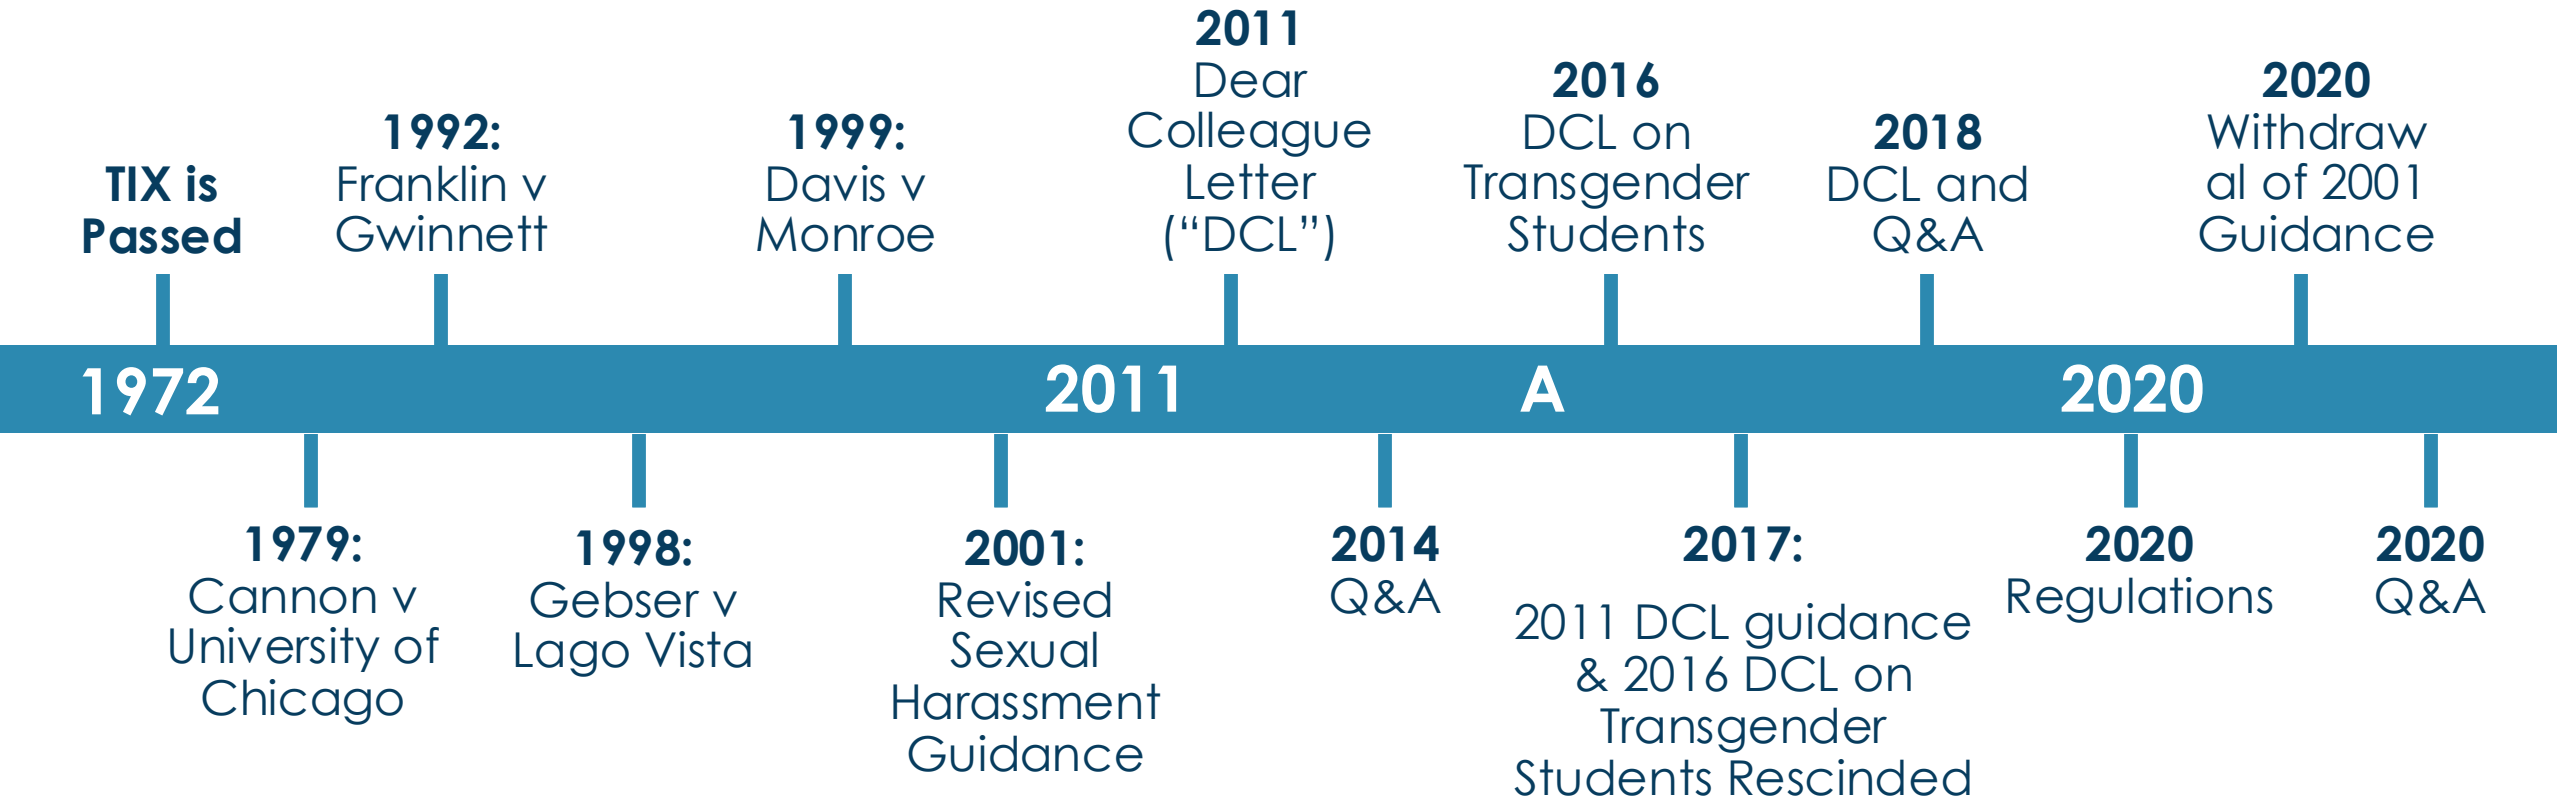 TIX is
Passed
1992:
Franklin v
Gwinnett
1999:
Davis v
Monroe
2011
Dear
Colleague
Letter
(“DCL”)
2016
DCL on
Transgender
Students
2018
DCL and
Q&A
2020
Withdraw
al of 2001
Guidance
1972
2011
A
2020
1979:
Cannon v
University of
Chicago
1998:
Gebser v
Lago Vista
2001:
Revised
Sexual
Harassment
Guidance
2014
Q&A
2017:
2011 DCL guidance
& 2016 DCL on
Transgender
Students Rescinded
2020
Regulations
2020
Q&A